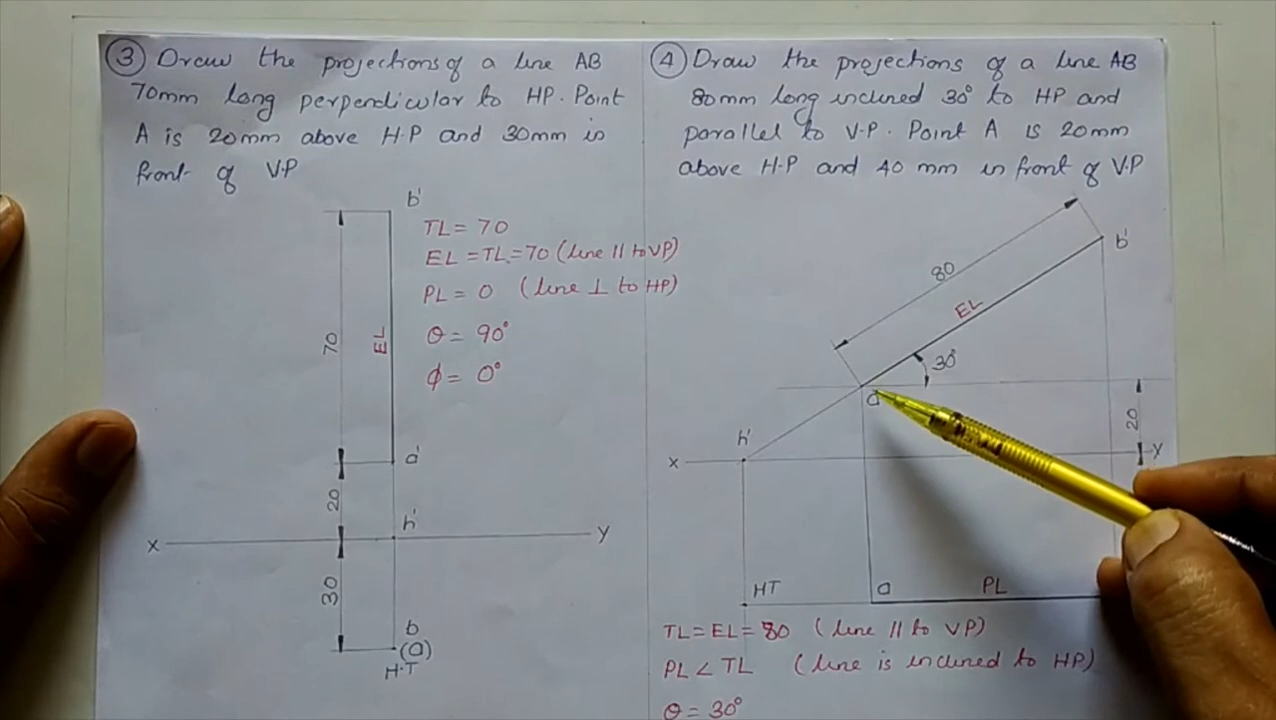 ③ Draw the projections of a line AB
70mm long perpendicular to HP. Point
A is 20mm above H.P and 30mm in
front of V.P
b'
TL = 70
EL = TL = 70 (line || to VP)
PL = 0 (line ⊥ to HP)
θ = 90°
ϕ = 0°
70
EL
a'
20
h'
X
Y
30
b
(a)
H.T
④ Draw the projections of a line AB
80mm long inclined 30° to HP and
parallel to V.P. Point A is 20mm
above H.P and 40 mm in front of V.P
b'
80
EL
30°
a'
20
h'
X
Y
HT
a
PL
TL = EL = 80 (line || to VP)
PL < TL (line is inclined to HP)
θ = 30°